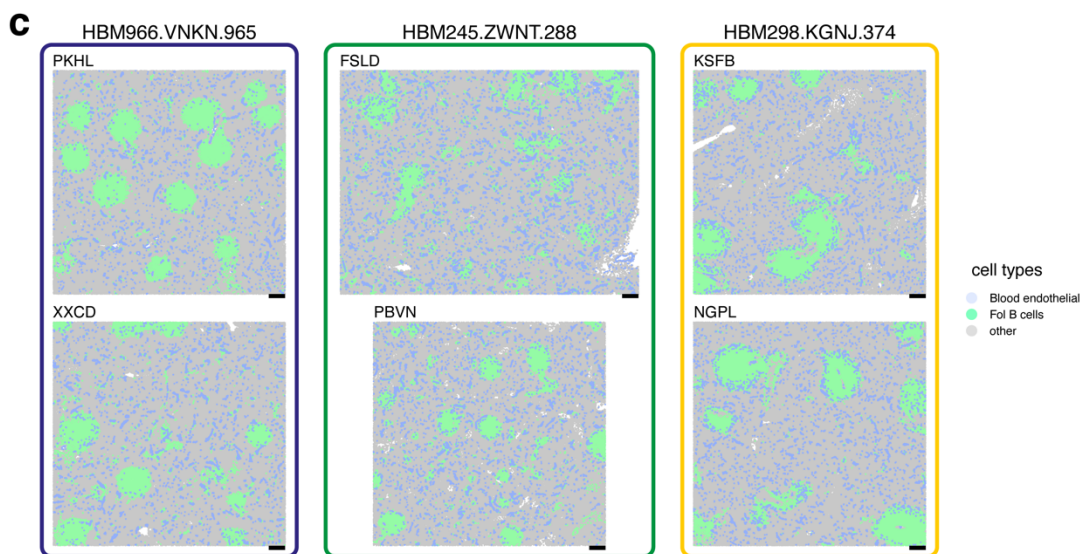 c
HBM966.VNKN.965
HBM245.ZWNT.288
HBM298.KGNJ.374
PKHL
FSLD
KSFB
XXCD
PBVN
NGPL
cell types
Blood endothelial
Fol B cells
other